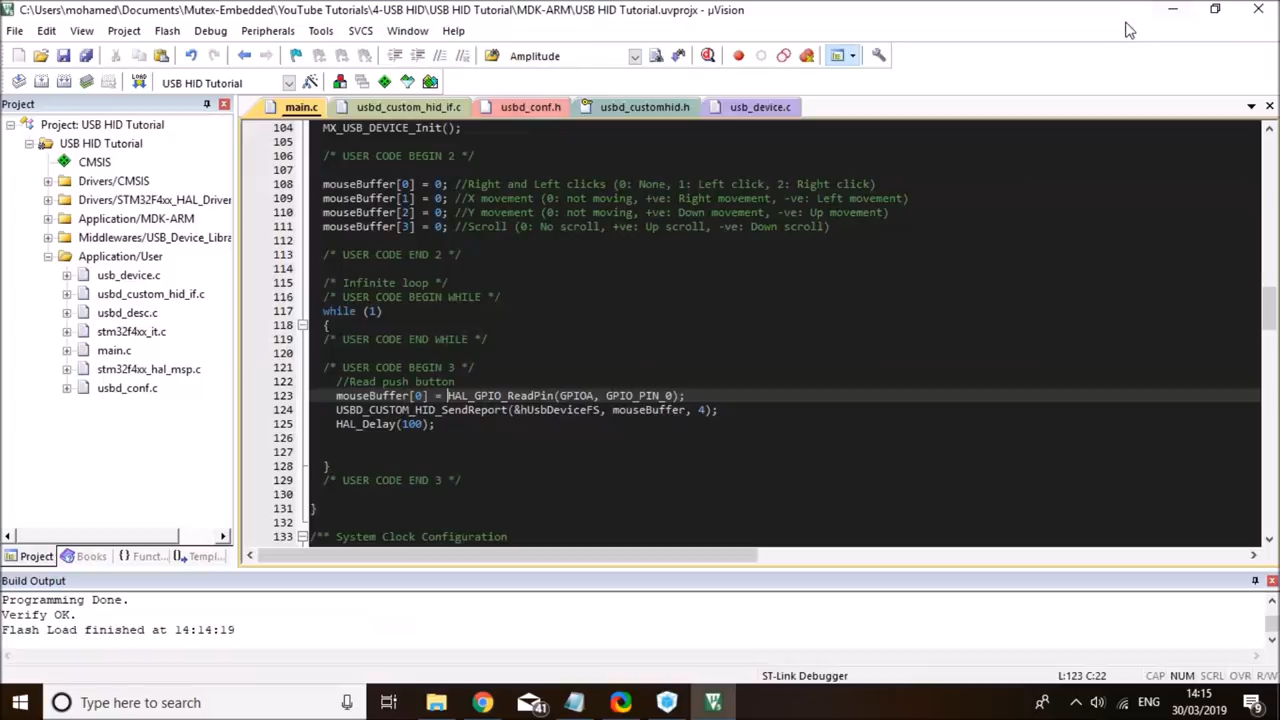 C:\Users\mohamed\Documents\Mutex-Embedded\YouTube Tutorials\4-USB HID\USB HID Tutorial\MDK-ARM\USB HID Tutorial.uvprojx - µVision
File Edit View Project Flash Debug Peripherals Tools SVCS Window Help
Amplitude
LOAD USB HID Tutorial
Project
main.c usbd_custom_hid_if.c usbd_conf.h usbd_customhid.h usb_device.c
Project: USB HID Tutorial
USB HID Tutorial
CMSIS
Drivers/CMSIS
Drivers/STM32F4xx_HAL_Driver
Application/MDK-ARM
Middlewares/USB_Device_Libra
Application/User
usb_device.c
usbd_custom_hid_if.c
usbd_desc.c
stm32f4xx_it.c
main.c
stm32f4xx_hal_msp.c
usbd_conf.c
Project Books {} Funct... Templ...
104 MX_USB_DEVICE_Init();
105
106 /* USER CODE BEGIN 2 */
107
108 mouseBuffer[0] = 0; //Right and Left clicks (0: None, 1: Left click, 2: Right click)
109 mouseBuffer[1] = 0; //X movement (0: not moving, +ve: Right movement, -ve: Left movement)
110 mouseBuffer[2] = 0; //Y movement (0: not moving, +ve: Down movement, -ve: Up movement)
111 mouseBuffer[3] = 0; //Scroll (0: No scroll, +ve: Up scroll, -ve: Down scroll)
112
113 /* USER CODE END 2 */
114
115 /* Infinite loop */
116 /* USER CODE BEGIN WHILE */
117 while (1)
118 {
119 /* USER CODE END WHILE */
120
121 /* USER CODE BEGIN 3 */
122 //Read push button
123 mouseBuffer[0] = HAL_GPIO_ReadPin(GPIOA, GPIO_PIN_0);
124 USBD_CUSTOM_HID_SendReport(&hUsbDeviceFS, mouseBuffer, 4);
125 HAL_Delay(100);
126
127
128 }
129 /* USER CODE END 3 */
130
131 }
132
133 /** System Clock Configuration
Build Output
Programming Done.
Verify OK.
Flash Load finished at 14:14:19
ST-Link Debugger L:123 C:22 CAP NUM SCRL OVR R/W
Type here to search
41
ENG
14:15
30/03/2019
9